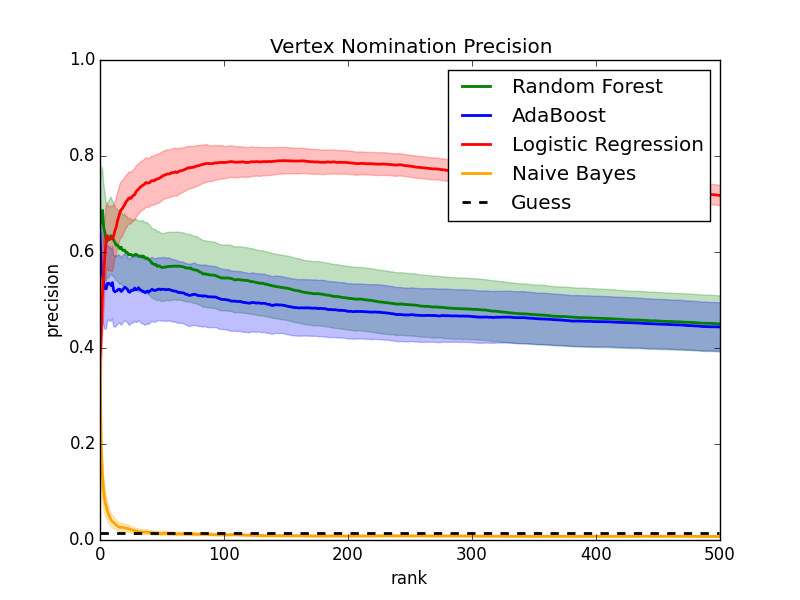 Vertex Nomination Precision
1.0
0.8
0.6
0.4
0.2
0.0
precision
Random Forest
AdaBoost
Logistic Regression
Naive Bayes
Guess
0 100 200 300 400 500
rank